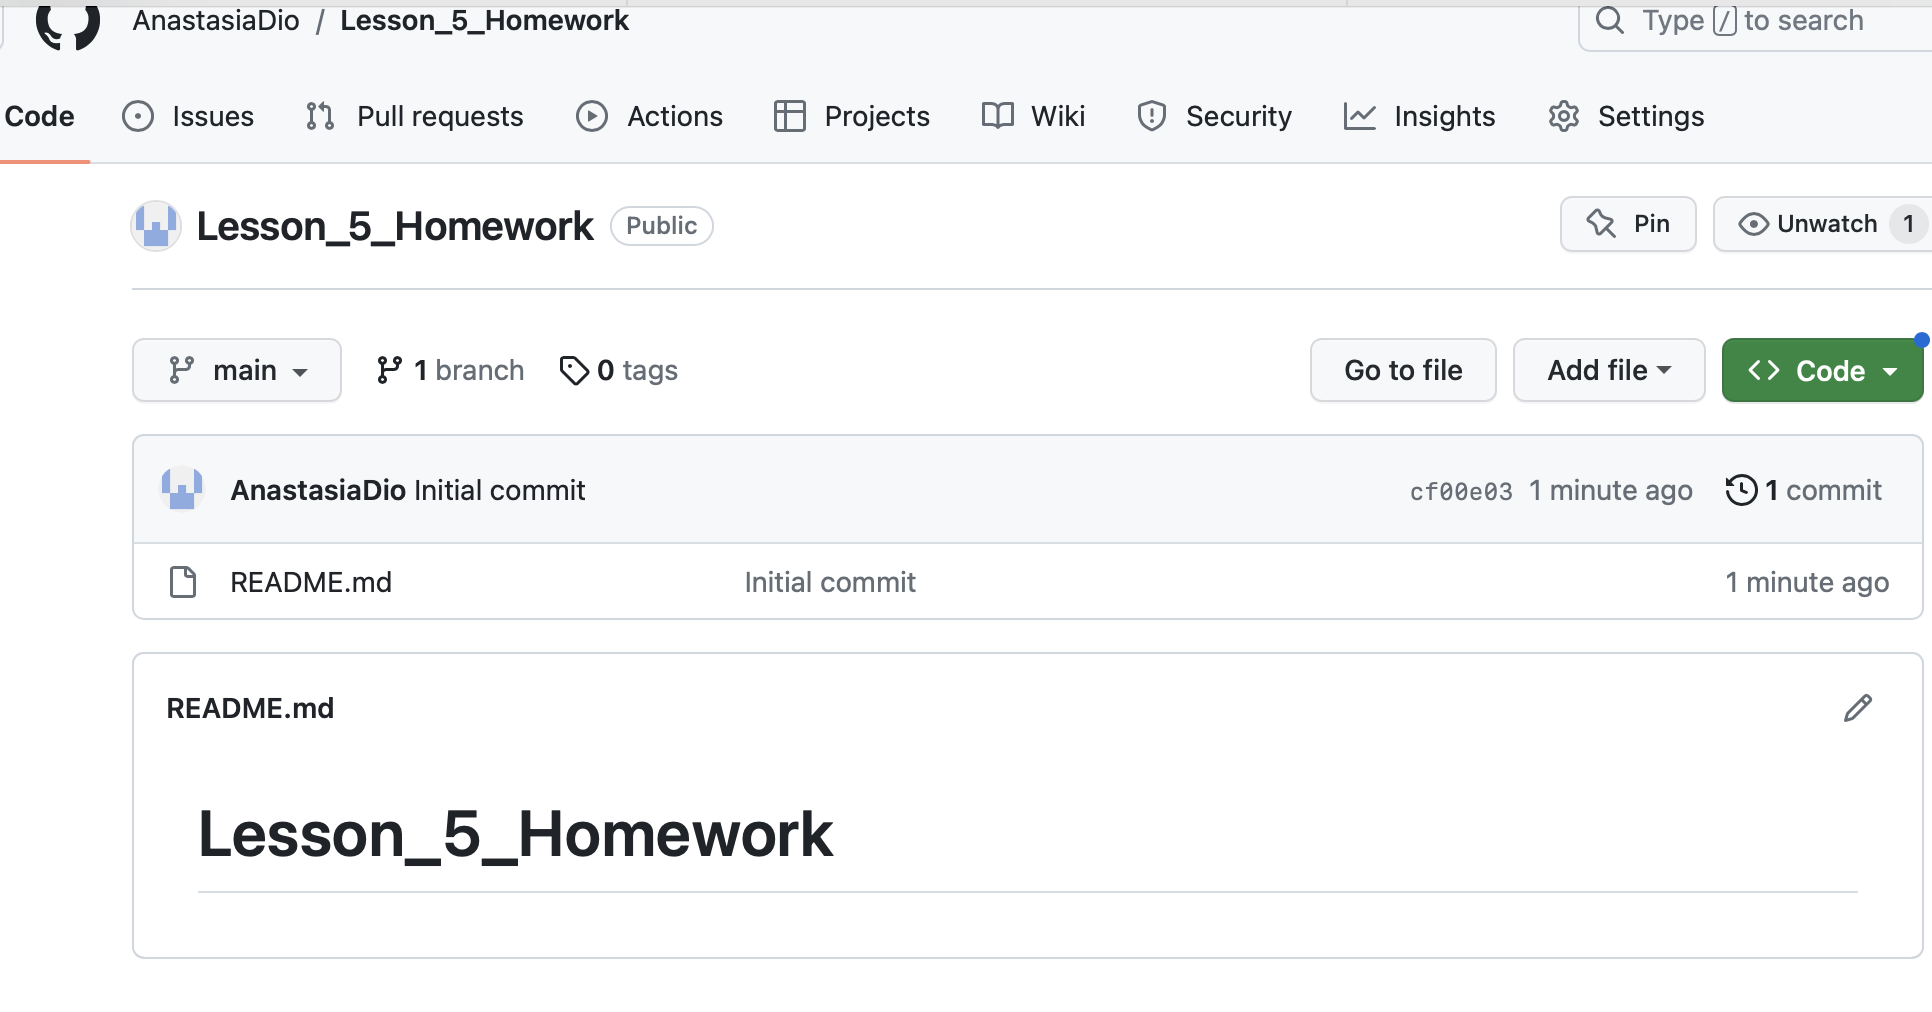 AnastasiaDio / Lesson_5_Homework
Type / to search
Code Issues Pull requests Actions Projects Wiki Security Insights Settings
Lesson_5_Homework Public
Pin Unwatch 1
main 1 branch 0 tags
Go to file Add file <> Code
AnastasiaDio Initial commit cf00e03 1 minute ago 1 commit
README.md Initial commit 1 minute ago
README.md
Lesson_5_Homework